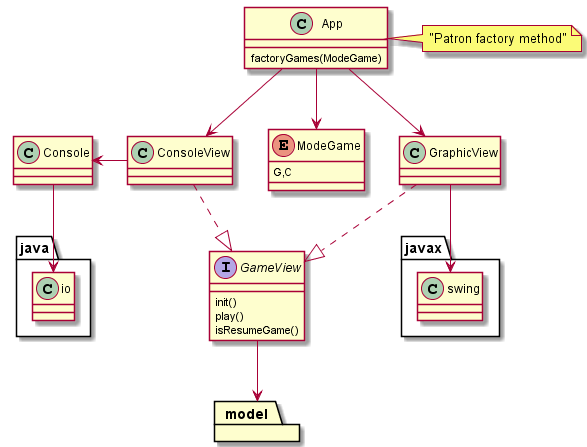 C App
factoryGames(ModeGame)
"Patron factory method"
C Console
C ConsoleView
E ModeGame
G,C
C GraphicView
java
C io
I GameView
init()
play()
isResumeGame()
javax
C swing
model